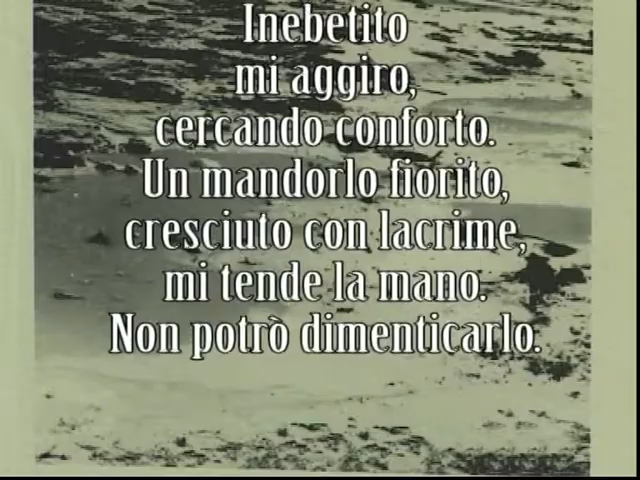 Inebetito
mi aggiro,
cercando conforto.
Un mandorlo fiorito,
cresciuto con lacrime,
mi tende la mano.
Non potrò dimenticarlo.